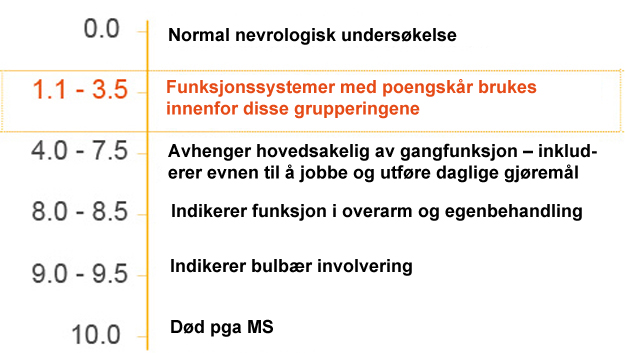 0.0 Normal nevrologisk undersøkelse
1.1 - 3.5 Funksjonssystemer med poengskår brukes
innenfor disse grupperingene
4.0 - 7.5 Avhenger hovedsakelig av gangfunksjon – inklud-
erer evnen til å jobbe og utføre daglige gjøremål
8.0 - 8.5 Indikerer funksjon i overarm og egenbehandling
9.0 - 9.5 Indikerer bulbær involvering
10.0 Død pga MS